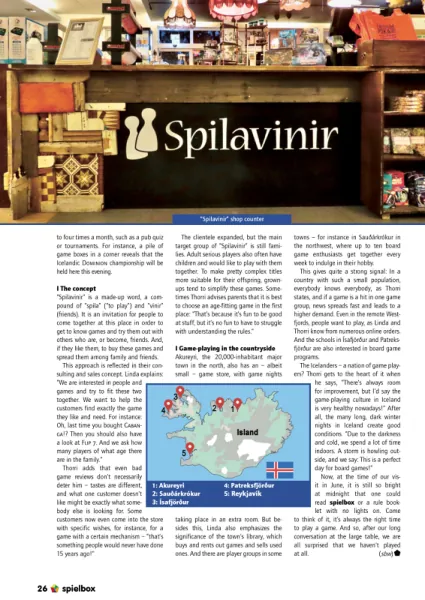 Spilavinir
"Spilavinir" shop counter
to four times a month, such as a pub quiz
or tournaments. For instance, a pile of
game boxes in a corner reveals that the
Icelandic Dominion championship will be
held here this evening.
I The concept
"Spilavinir" is a made-up word, a com-
pound of "spila" ("to play") and "vinir"
(friends). It is an invitation for people to
come together at this place in order to
get to know games and try them out with
others who are, or become, friends. And,
if they like them, to buy these games and
spread them among family and friends.
This approach is reflected in their con-
sulting and sales concept. Linda explains:
"We are interested in people and
games and try to fit these two
together. We want to help the
customers find exactly the game
they like and need. For instance:
Oh, last time you bought Caban-
ga!? Then you should also have
a look at Flip 7. And we ask how
many players of what age there
are in the family."
Thorri adds that even bad
game reviews don't necessarily
deter him – tastes are different,
and what one customer doesn't
like might be exactly what some-
body else is looking for. Some
customers now even come into the store
with specific wishes, for instance, for a
game with a certain mechanism – "that's
something people would never have done
15 years ago!"
The clientele expanded, but the main
target group of "Spilavinir" is still fami-
lies. Adult serious players also often have
children and would like to play with them
together. To make pretty complex titles
more suitable for their offspring, grown-
ups tend to simplify these games. Some-
times Thorri advises parents that it is best
to choose an age-fitting game in the first
place: "That's because it's fun to be good
at stuff, but it's no fun to have to struggle
with understanding the rules."
I Game-playing in the countryside
Akureyri, the 20,000-inhabitant major
town in the north, also has an – albeit
small – game store, with game nights
3
4
2
1
5
Island
1: Akureyri
2: Sauðárkrókur
3: Ísafjörður
4: Patreksfjörður
5: Reykjavik
taking place in an extra room. But be-
sides this, Linda also emphasizes the
significance of the town's library, which
buys and rents out games and sells used
ones. And there are player groups in some
towns – for instance in Sauðárkrókur in
the northwest, where up to ten board
game enthusiasts get together every
week to indulge in their hobby.
This gives quite a strong signal: In a
country with such a small population,
everybody knows everybody, as Thorri
states, and if a game is a hit in one game
group, news spreads fast and leads to a
higher demand. Even in the remote West-
fjords, people want to play, as Linda and
Thorri know from numerous online orders.
And the schools in Ísafjörður and Patreks-
fjörður are also interested in board game
programs.
The Icelanders – a nation of game play-
ers? Thorri gets to the heart of it when
he says, "There's always room
for improvement, but I'd say the
game-playing culture in Iceland
is very healthy nowadays!" After
all, the many long, dark winter
nights in Iceland create good
conditions. "Due to the darkness
and cold, we spend a lot of time
indoors. A storm is howling out-
side, and we say: This is a perfect
day for board games!"
Now, at the time of our vis-
it in June, it is still so bright
at midnight that one could
read spielbox or a rule book-
let with no lights on. Come
to think of it, it's always the right time
to play a game. And so, after our long
conversation at the large table, we are
all surprised that we haven't played
at all. (sbw)
26 spielbox